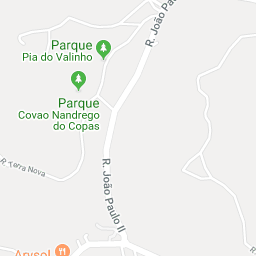 Parque
Pia do Valinho
R. João Pa
Parque
Covao Nandrego
do Copas
R. Terra Nova
R. João Paulo II
Arysol